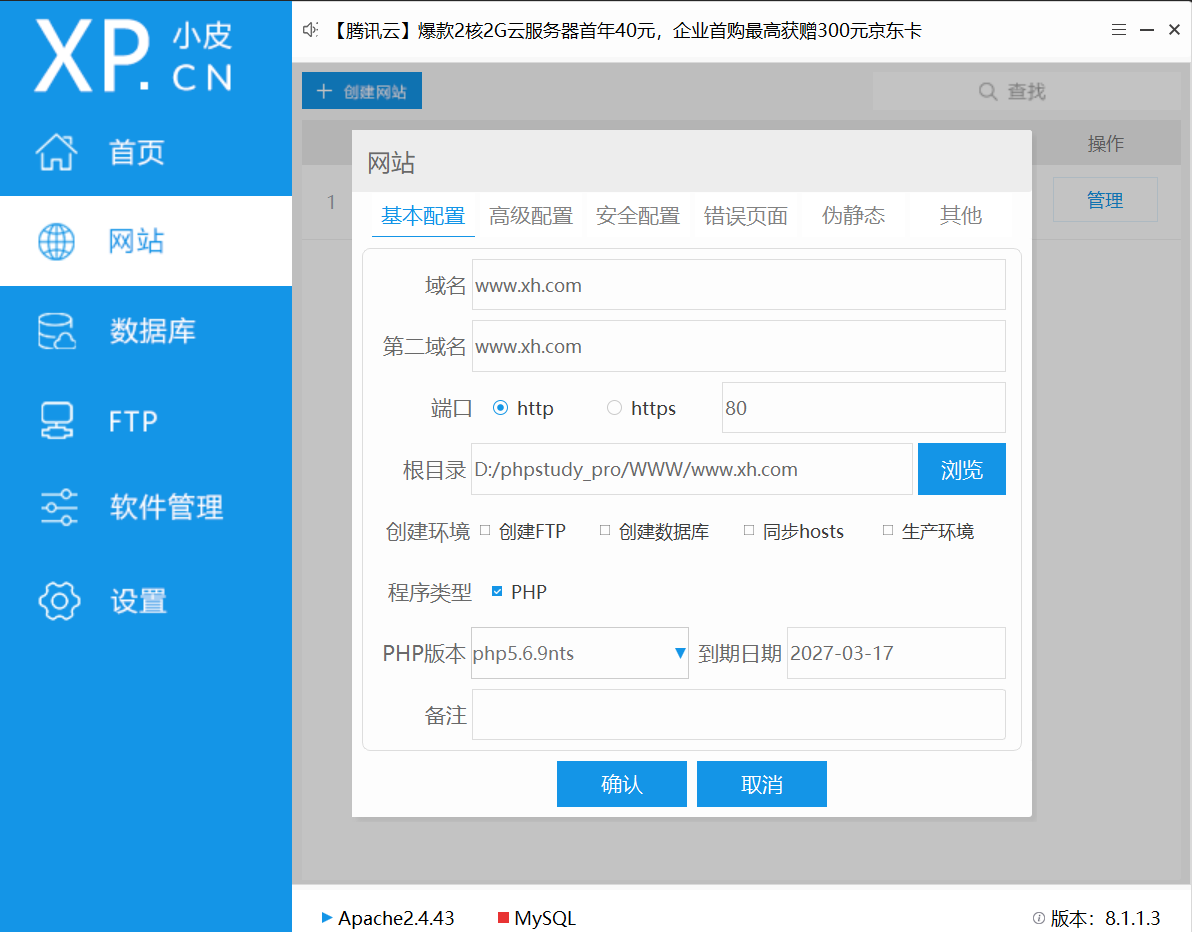 XP.小皮
CN
首页
网站
数据库
FTP
软件管理
设置
【腾讯云】爆款2核2G云服务器首年40元，企业首购最高获赠300元京东卡
创建网站
查找
操作
1
管理
网站
基本配置 高级配置 安全配置 错误页面 伪静态 其他
域名 www.xh.com
第二域名 www.xh.com
端口 http https 80
根目录 D:/phpstudy_pro/WWW/www.xh.com 浏览
创建环境 创建FTP 创建数据库 同步hosts 生产环境
程序类型 PHP
PHP版本 php5.6.9nts 到期日期 2027-03-17
备注
确认 取消
Apache2.4.43 MySQL 版本：8.1.1.3